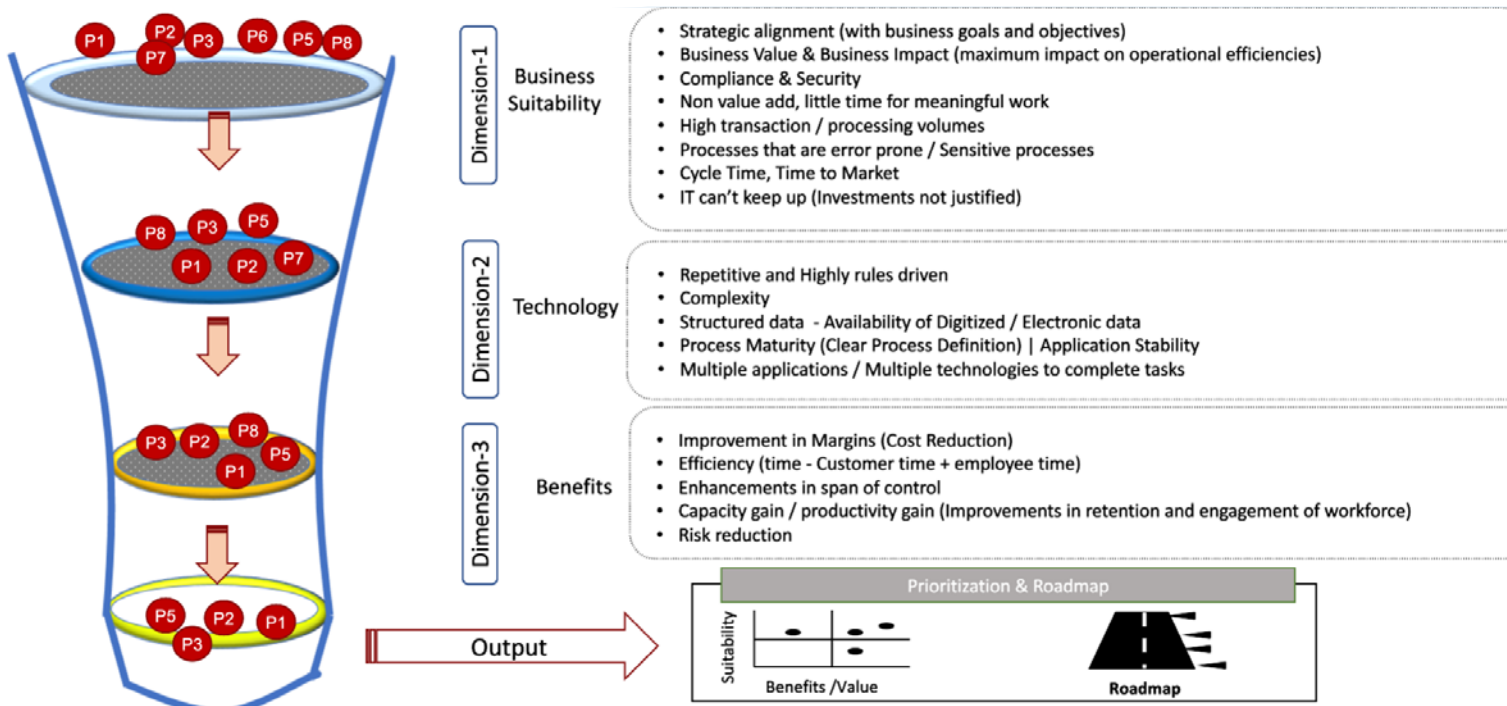 P1
P2
P3
P6
P5
P8
P7
Dimension-1
Business
Suitability
• Strategic alignment (with business goals and objectives)
• Business Value & Business Impact (maximum impact on operational efficiencies)
• Compliance & Security
• Non value add, little time for meaningful work
• High transaction / processing volumes
• Processes that are error prone / Sensitive processes
• Cycle Time, Time to Market
• IT can’t keep up (Investments not justified)
P8
P3
P5
P1
P2
P7
Dimension-2
Technology
• Repetitive and Highly rules driven
• Complexity
• Structured data - Availability of Digitized / Electronic data
• Process Maturity (Clear Process Definition) | Application Stability
• Multiple applications / Multiple technologies to complete tasks
P3
P2
P8
P1
P5
Dimension-3
Benefits
• Improvement in Margins (Cost Reduction)
• Efficiency (time - Customer time + employee time)
• Enhancements in span of control
• Capacity gain / productivity gain (Improvements in retention and engagement of workforce)
• Risk reduction
P5
P2
P1
P3
Output
Prioritization & Roadmap
Suitability
Benefits /Value
Roadmap